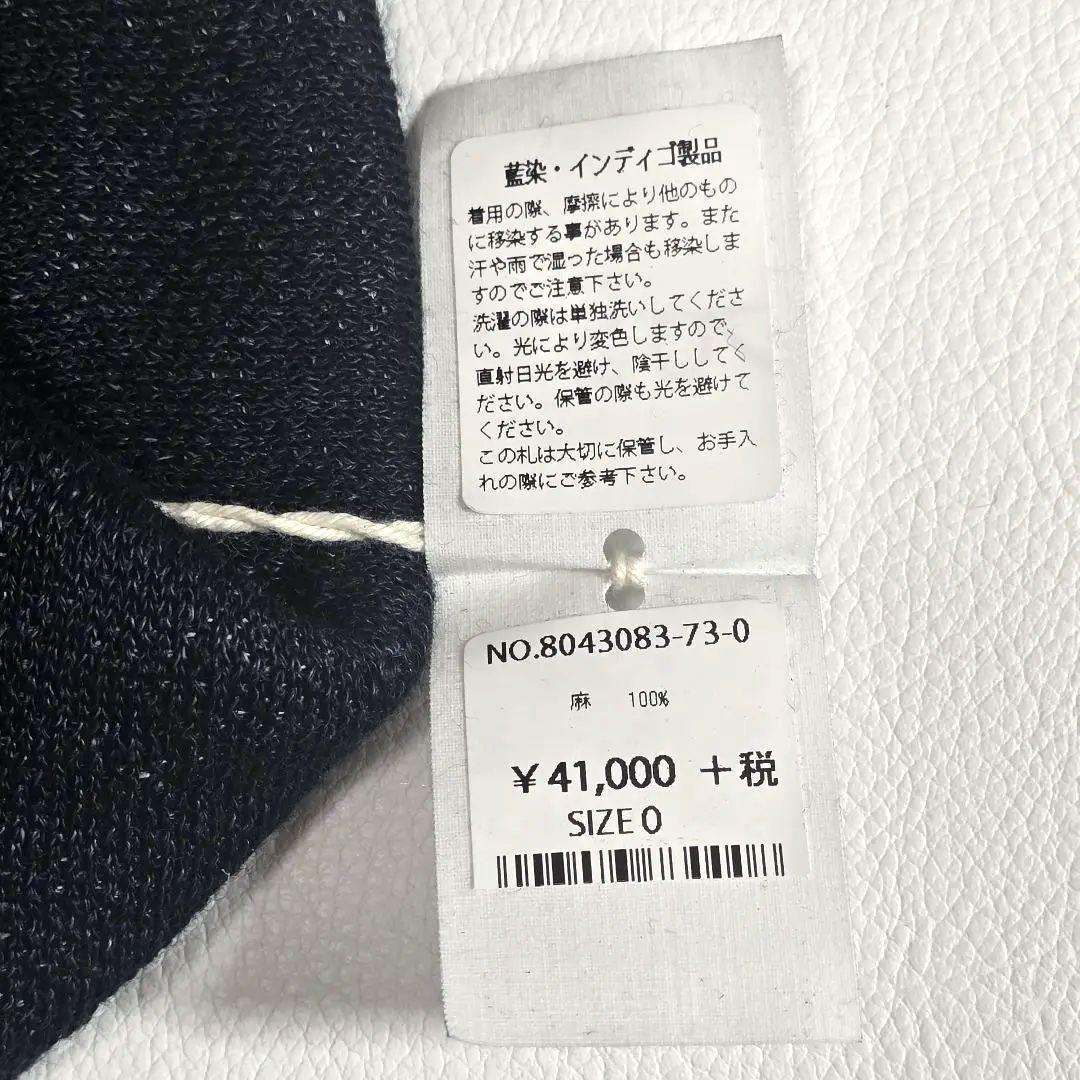 藍染・インディゴ製品
着用の際、摩擦により他のもの
に移染する事があります。また
汗や雨で湿った場合も移染しま
すのでご注意下さい。
洗濯の際は単独洗いしてくださ
い。光により変色しますので、
直射日光を避け、陰干ししてく
ださい。保管の際も光を避けて
ください。
この札は大切に保管し、お手入
れの際にご参考下さい。
NO.8043083-73-0
麻 100%
¥41,000 +税
SIZE 0